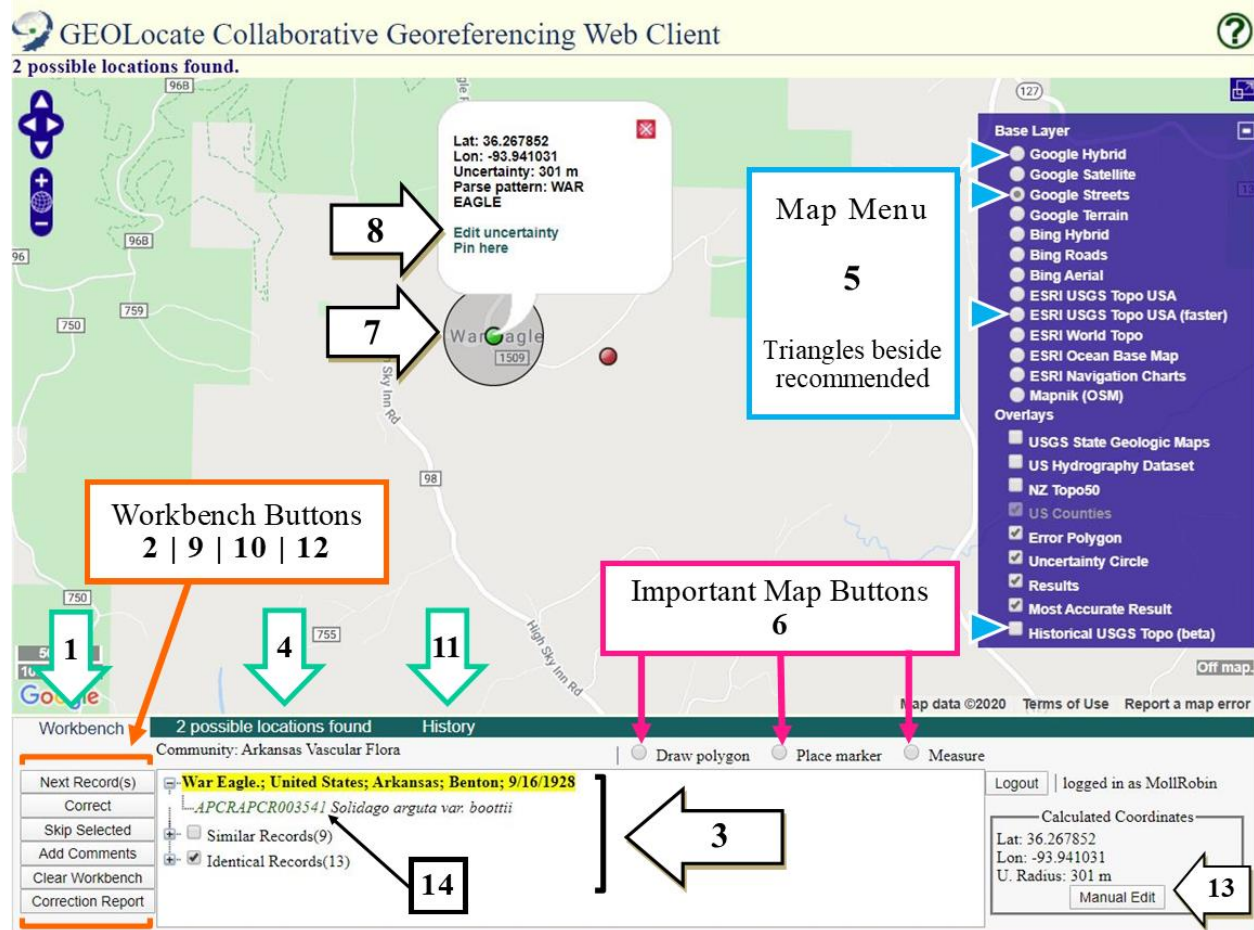 GEOLocate Collaborative Georeferencing Web Client
?
2 possible locations found.
96B
127
Lat: 36.267852
Lon: -93.941031
Uncertainty: 301 m
Parse pattern: WAR
EAGLE
Edit uncertainty
Pin here
8
96B
96
759
750
7
1509
Sky Inn Rd
Map Menu
5
Triangles beside
recommended
Base Layer
Google Hybrid
Google Satellite
Google Streets
Google Terrain
Bing Hybrid
Bing Roads
Bing Aerial
ESRI USGS Topo USA
ESRI USGS Topo USA (faster)
ESRI World Topo
ESRI Ocean Base Map
ESRI Navigation Charts
Mapnik (OSM)
Overlays
USGS State Geologic Maps
US Hydrography Dataset
NZ Topo50
US Counties
Error Polygon
Uncertainty Circle
Results
Most Accurate Result
Historical USGS Topo (beta)
98
Workbench Buttons
2 | 9 | 10 | 12
Important Map Buttons
6
750
755
High Sky Inn Rd
1
4
11
Off map.
Map data ©2020 Terms of Use Report a map error
Workbench 2 possible locations found History
Community: Arkansas Vascular Flora
| Draw polygon Place marker Measure
Next Record(s)
Correct
Skip Selected
Add Comments
Clear Workbench
Correction Report
War Eagle.; United States; Arkansas; Benton; 9/16/1928
APCRAPCR003541 Solidago arguta var. boottii
Similar Records(9)
Identical Records(13)
14
3
Logout | logged in as MollRobin
Calculated Coordinates
Lat: 36.267852
Lon: -93.941031
U. Radius: 301 m
Manual Edit
13